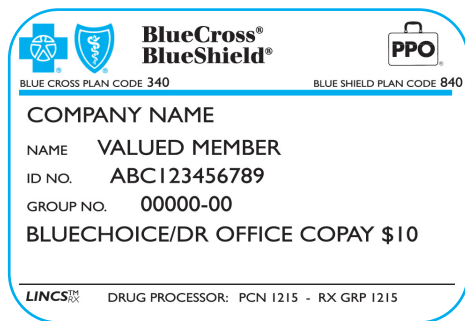 BlueCross®
BlueShield®
PPO®
BLUE CROSS PLAN CODE 340
BLUE SHIELD PLAN CODE 840
COMPANY NAME
NAME VALUED MEMBER
ID NO. ABC123456789
GROUP NO. 00000-00
BLUECHOICE/DR OFFICE COPAY $10
LINCS™ RX DRUG PROCESSOR: PCN 1215 - RX GRP 1215